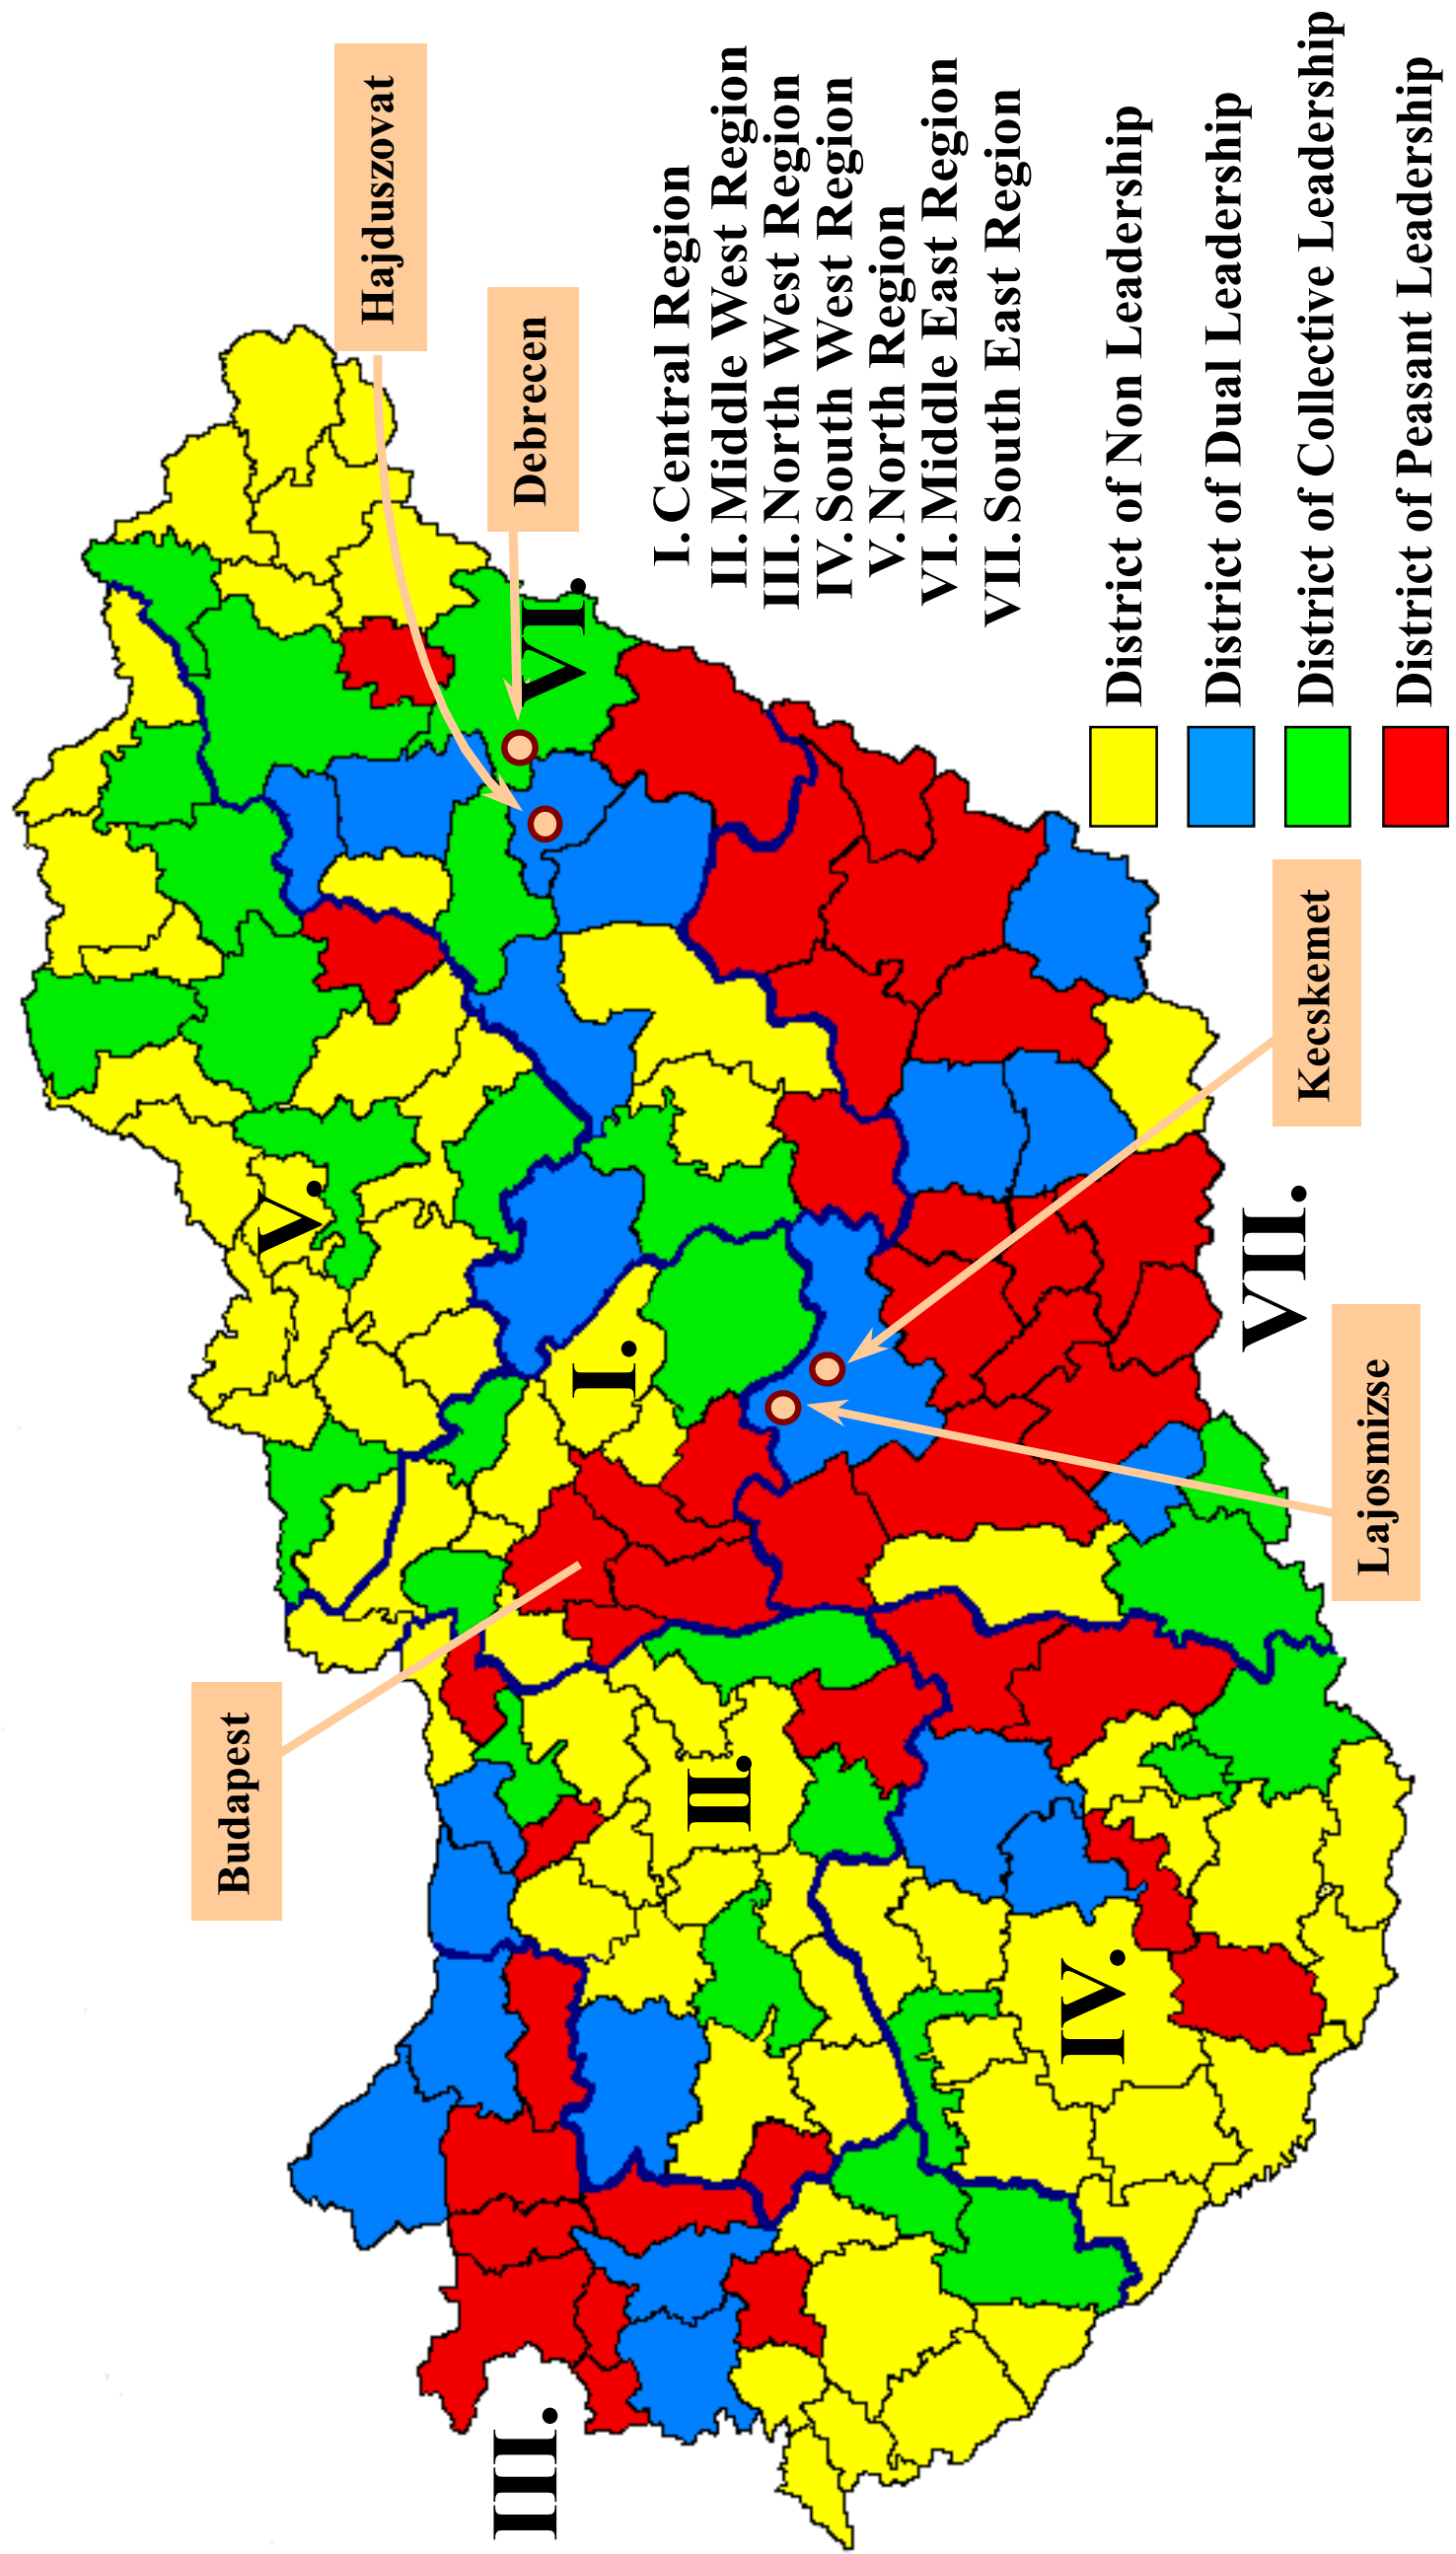 Hajduszovat
Debrecen
Budapest
Kecskemet
Lajosmizse
I.
II.
III.
IV.
V.
VI.
VII.
I. Central Region
II. Middle West Region
III. North West Region
IV. South West Region
V. North Region
VI. Middle East Region
VII. South East Region
District of Non Leadership
District of Dual Leadership
District of Collective Leadership
District of Peasant Leadership